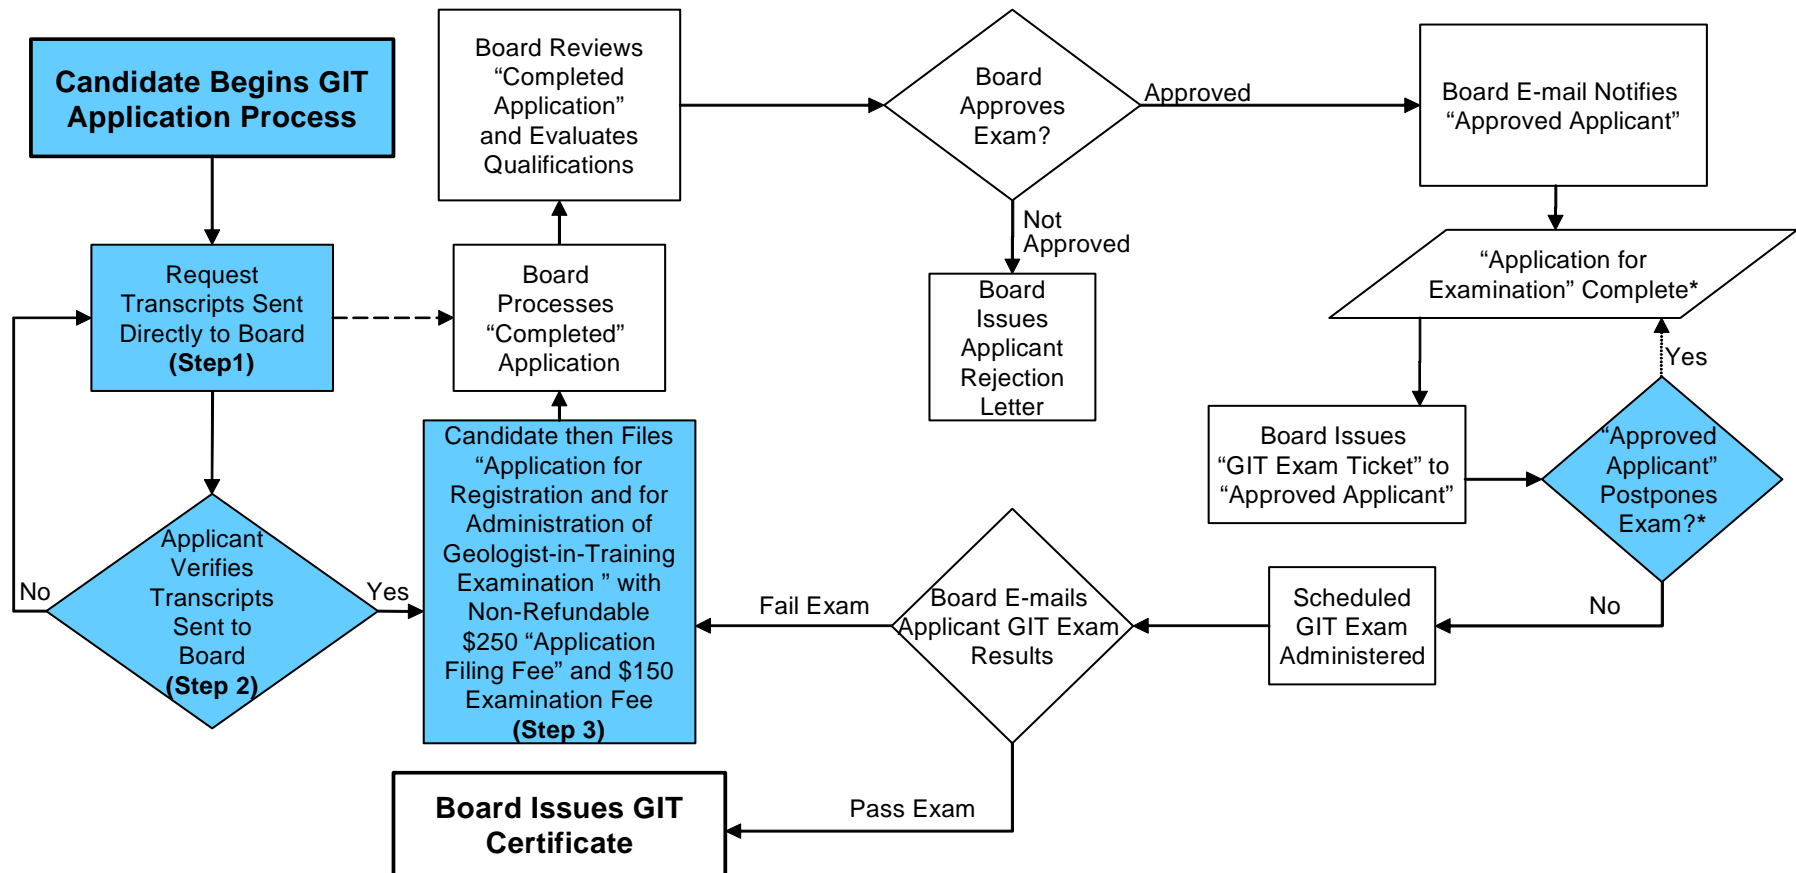 Candidate Begins GIT
Application Process
Request
Transcripts Sent
Directly to Board
(Step1)
Applicant
Verifies
Transcripts
Sent to
Board
(Step 2)
No
Yes
Candidate then Files
“Application for
Registration and for
Administration of
Geologist-in-Training
Examination ” with
Non-Refundable
$250 “Application
Filing Fee” and $150
Examination Fee
(Step 3)
Board
Processes
“Completed”
Application
Board Reviews
“Completed
Application”
and Evaluates
Qualifications
Board
Approves
Exam?
Approved
Not
Approved
Board
Issues
Applicant
Rejection
Letter
Board E-mail Notifies
“Approved Applicant”
“Application for
Examination” Complete*
Board Issues
“GIT Exam Ticket” to
“Approved Applicant”
Yes
“Approved
Applicant”
Postpones
Exam?*
No
Scheduled
GIT Exam
Administered
Board E-mails
Applicant GIT Exam
Results
Fail Exam
Pass Exam
Board Issues GIT
Certificate